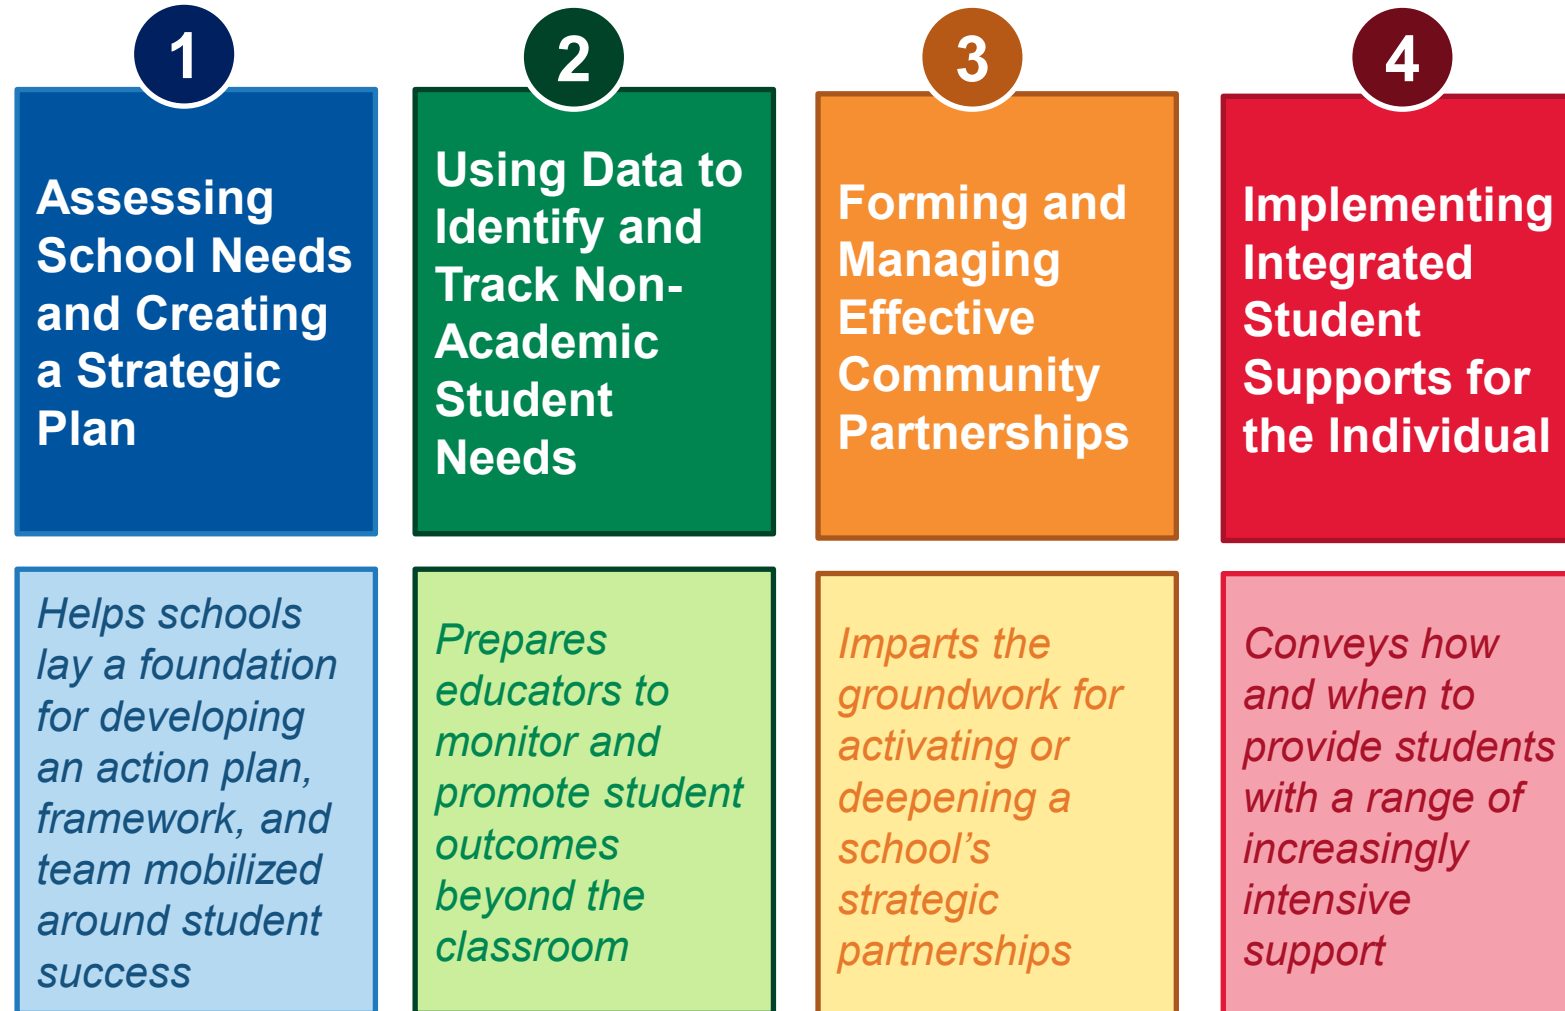 1
Assessing
School Needs
and Creating
a Strategic
Plan
Helps schools
lay a foundation
for developing
an action plan,
framework, and
team mobilized
around student
success
2
Using Data to
Identify and
Track Non-
Academic
Student
Needs
Prepares
educators to
monitor and
promote student
outcomes
beyond the
classroom
3
Forming and
Managing
Effective
Community
Partnerships
Imparts the
groundwork for
activating or
deepening a
school’s
strategic
partnerships
4
Implementing
Integrated
Student
Supports for
the Individual
Conveys how
and when to
provide students
with a range of
increasingly
intensive
support